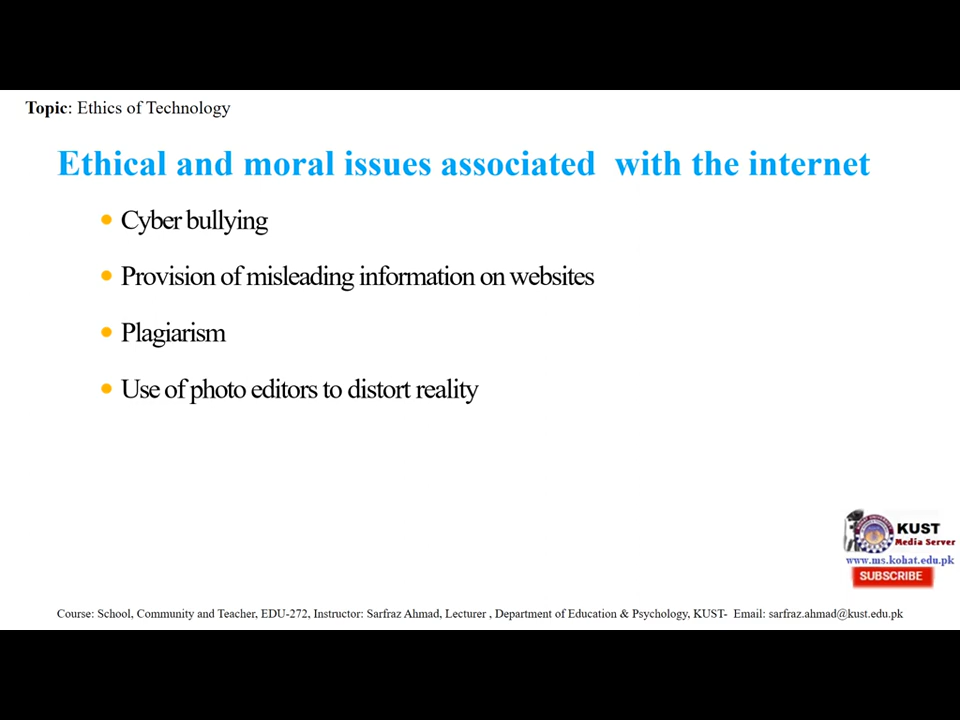 Topic: Ethics of Technology
Ethical and moral issues associated with the internet
Cyber bullying
Provision of misleading information on websites
Plagiarism
Use of photo editors to distort reality
KUST
Media Server
www.ms.kohat.edu.pk
SUBSCRIBE
Course: School, Community and Teacher, EDU-272, Instructor: Sarfraz Ahmad, Lecturer , Department of Education & Psychology, KUST- Email: sarfraz.ahmad@kust.edu.pk